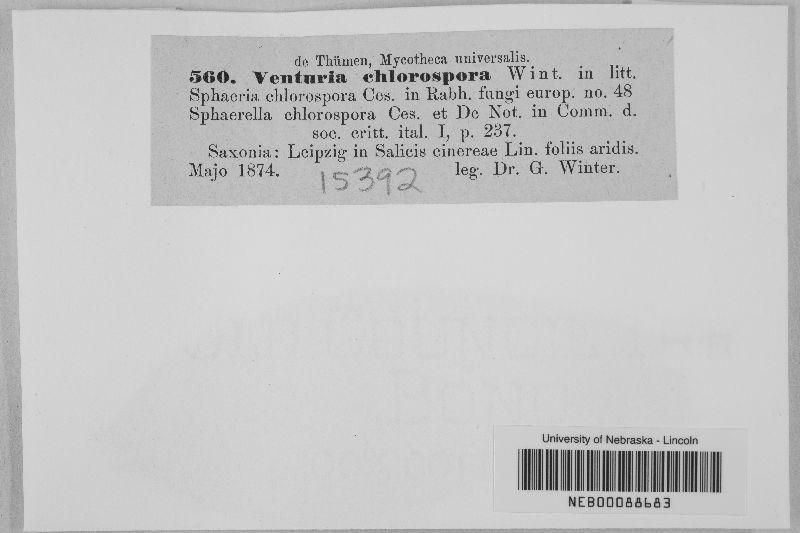 de Thümen, Mycotheca universalis.
560. Venturia chlorospora Wint. in litt.
Sphaeria chlorospora Ces. in Rabh. fungi europ. no. 48
Sphaerella chlorospora Ces. et De Not. in Comm. d.
soc. critt. ital. I, p. 237.
Saxonia: Leipzig in Salicis cinereae Lin. foliis aridis.
Majo 1874. leg. Dr. G. Winter.
15392
University of Nebraska - Lincoln
NEB00088683